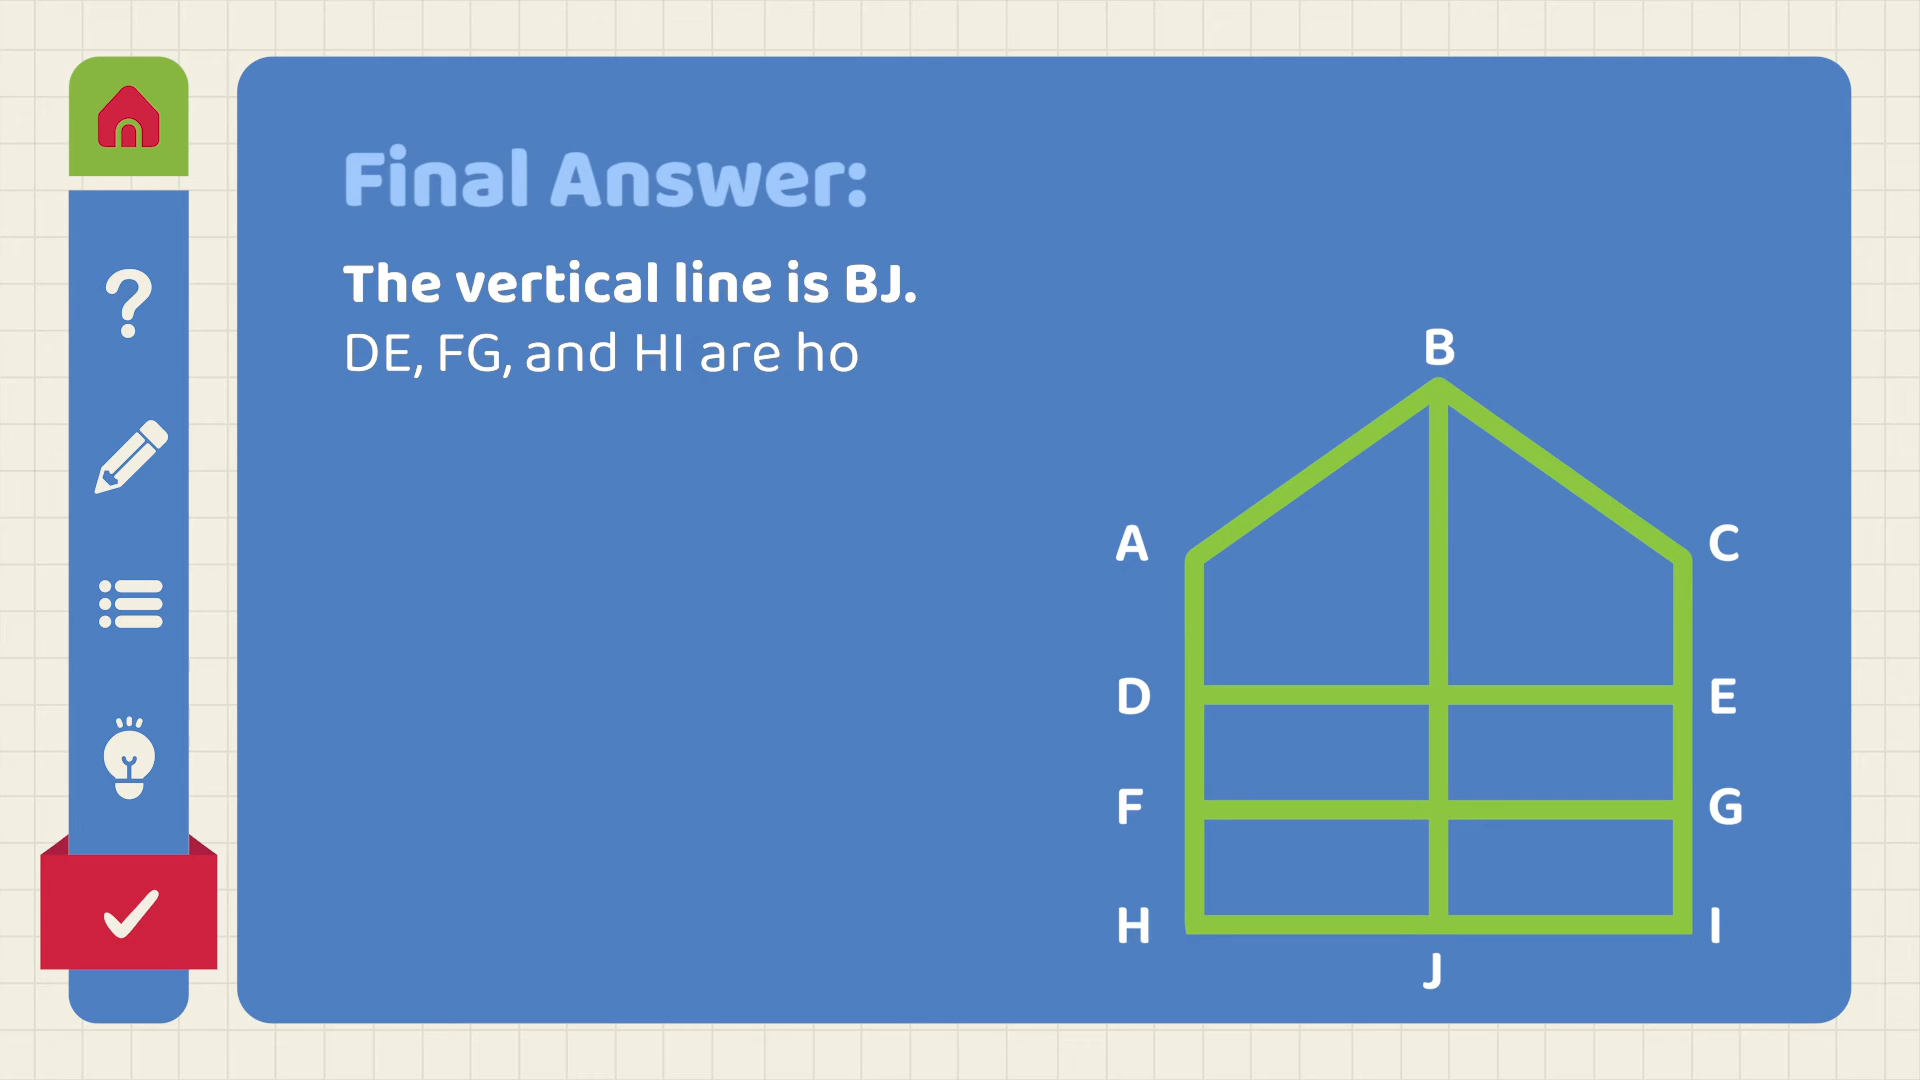 Final Answer:
The vertical line is BJ.
DE, FG, and HI are ho
B
A
C
D
E
F
G
H
I
J